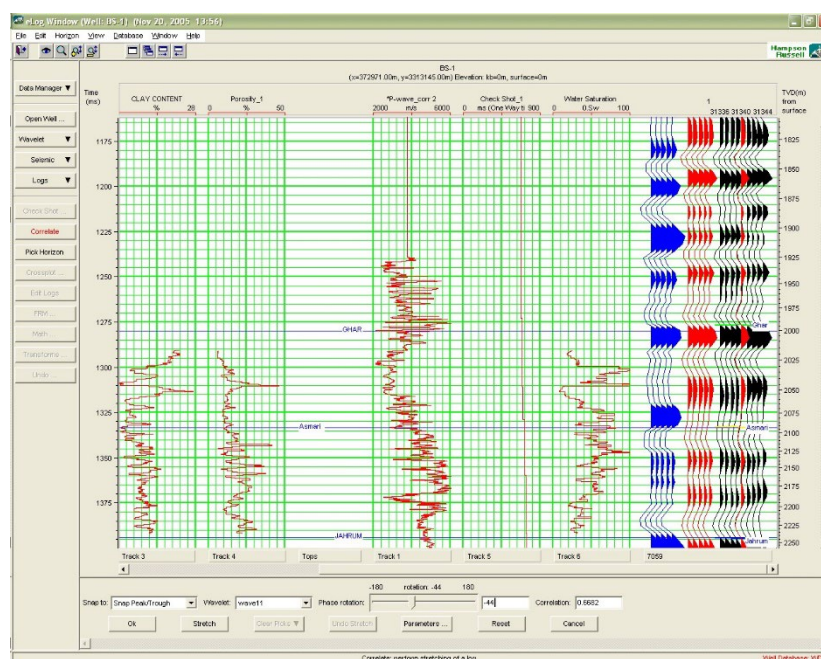 eLog Window (Well: BS-1) (Nov 20, 2005 13:56)
File Edit Horizon View Database Window Help
Hampson Russell
BS-1
(x=372971.00m, y=3313145.00m) Elevation: kb=0m, surface=0m
Data Manager
Open Well ...
Wavelet
Seismic
Logs
Check Shot ...
Correlate
Pick Horizon
Crossplot ...
Edit Logs
Math ...
Transforms ...
Undo ...
Time (ms)
CLAY CONTENT Porosity_1 *P-wave_corr 2 Check Shot_1 Water Saturation 1 TVD(m) from surface
% 28 0 % 50 2000 m/s 6000 0 ms (One Way ti 900 0 0.Sw 100 31336 31340 31344
1175
1200
1225
1250
1275
1300
1325
1350
1375
1825
1850
1875
1900
1925
1950
1975
2000
2025
2050
2075
2100
2125
2150
2175
2200
2225
2250
GHAR Ghar
Asmari Asmari
JAHRUM Jahrum
Track 3 Track 4 Tops Track 1 Track 5 Track 6 7059
-180 rotation: -44 180
Snap to: Snap Peak/Trough Wavelet: wave11 Phase rotation: -44 Correlation: 0.6682
Ok Stretch Clear Picks Undo Stretch Parameters ... Reset Cancel
Correlate: perform stretching of a log